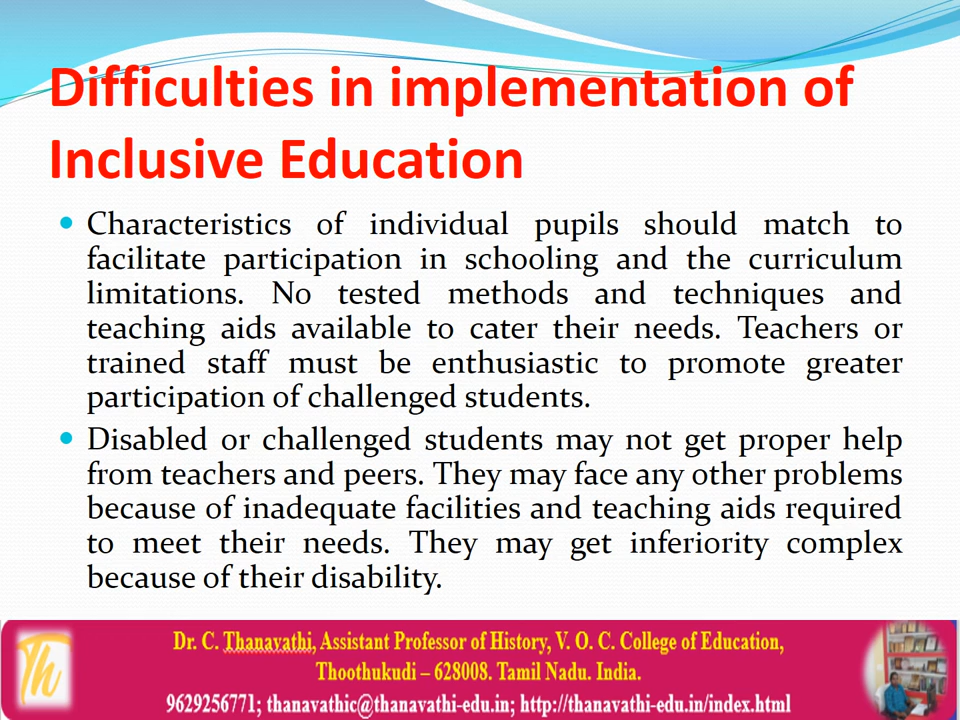 Difficulties in implementation of
Inclusive Education
• Characteristics of individual pupils should match to
facilitate participation in schooling and the curriculum
limitations. No tested methods and techniques and
teaching aids available to cater their needs. Teachers or
trained staff must be enthusiastic to promote greater
participation of challenged students.
• Disabled or challenged students may not get proper help
from teachers and peers. They may face any other problems
because of inadequate facilities and teaching aids required
to meet their needs. They may get inferiority complex
because of their disability.
Th
Dr. C. Thanavathi, Assistant Professor of History, V. O. C. College of Education,
Thoothukudi – 628008. Tamil Nadu. India.
9629256771; thanavathic@thanavathi-edu.in; http://thanavathi-edu.in/index.html